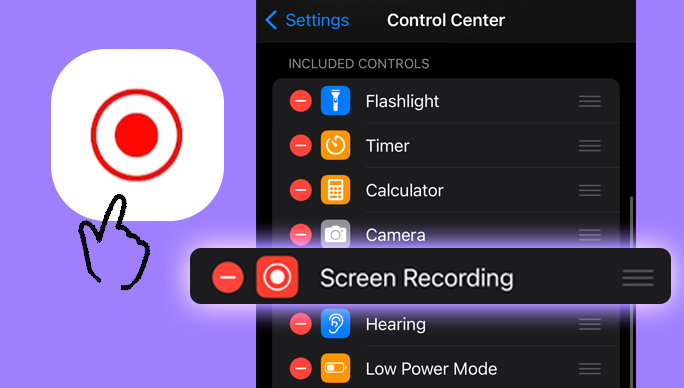 Settings
Control Center
INCLUDED CONTROLS
Flashlight
Timer
Calculator
Camera
Screen Recording
Hearing
Low Power Mode